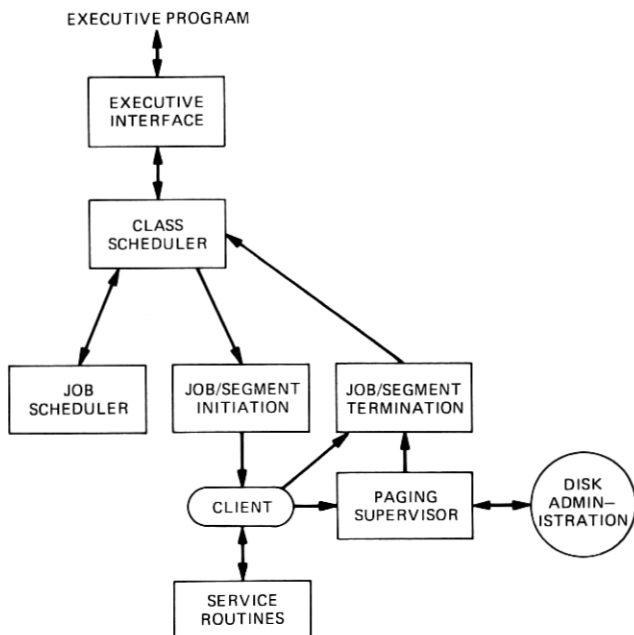 EXECUTIVE PROGRAM
EXECUTIVE
INTERFACE
CLASS
SCHEDULER
JOB
SCHEDULER
JOB/SEGMENT
INITIATION
JOB/SEGMENT
TERMINATION
CLIENT
PAGING
SUPERVISOR
DISK
ADMIN–
ISTRATION
SERVICE
ROUTINES